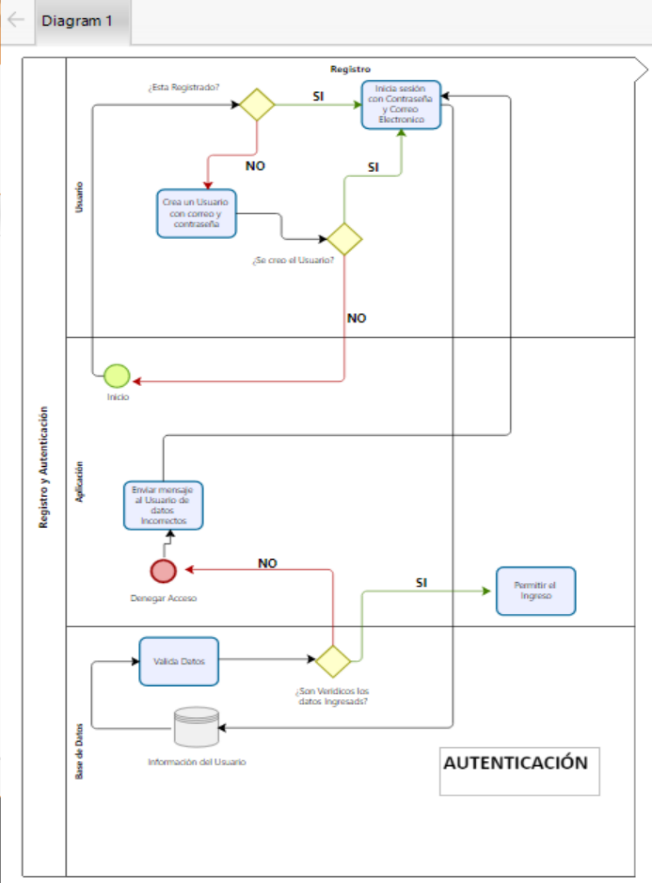 Diagram 1
Registro
¿Esta Registrado?
SI
Inicia sesión
con Contraseña
y Correo
Electronico
NO
SI
Usuario
Crea un Usuario
con correo y
contraseña
¿Se creo el Usuario?
NO
Inicio
Registro y Autenticación
Aplicación
Enviar mensaje
al Usuario de
datos
Incorrectos
NO
Denegar Acceso
SI
Permitir el
Ingreso
Valida Datos
¿Son Veridicos los
datos Ingresads?
Base de Datos
Información del Usuario
AUTENTICACIÓN